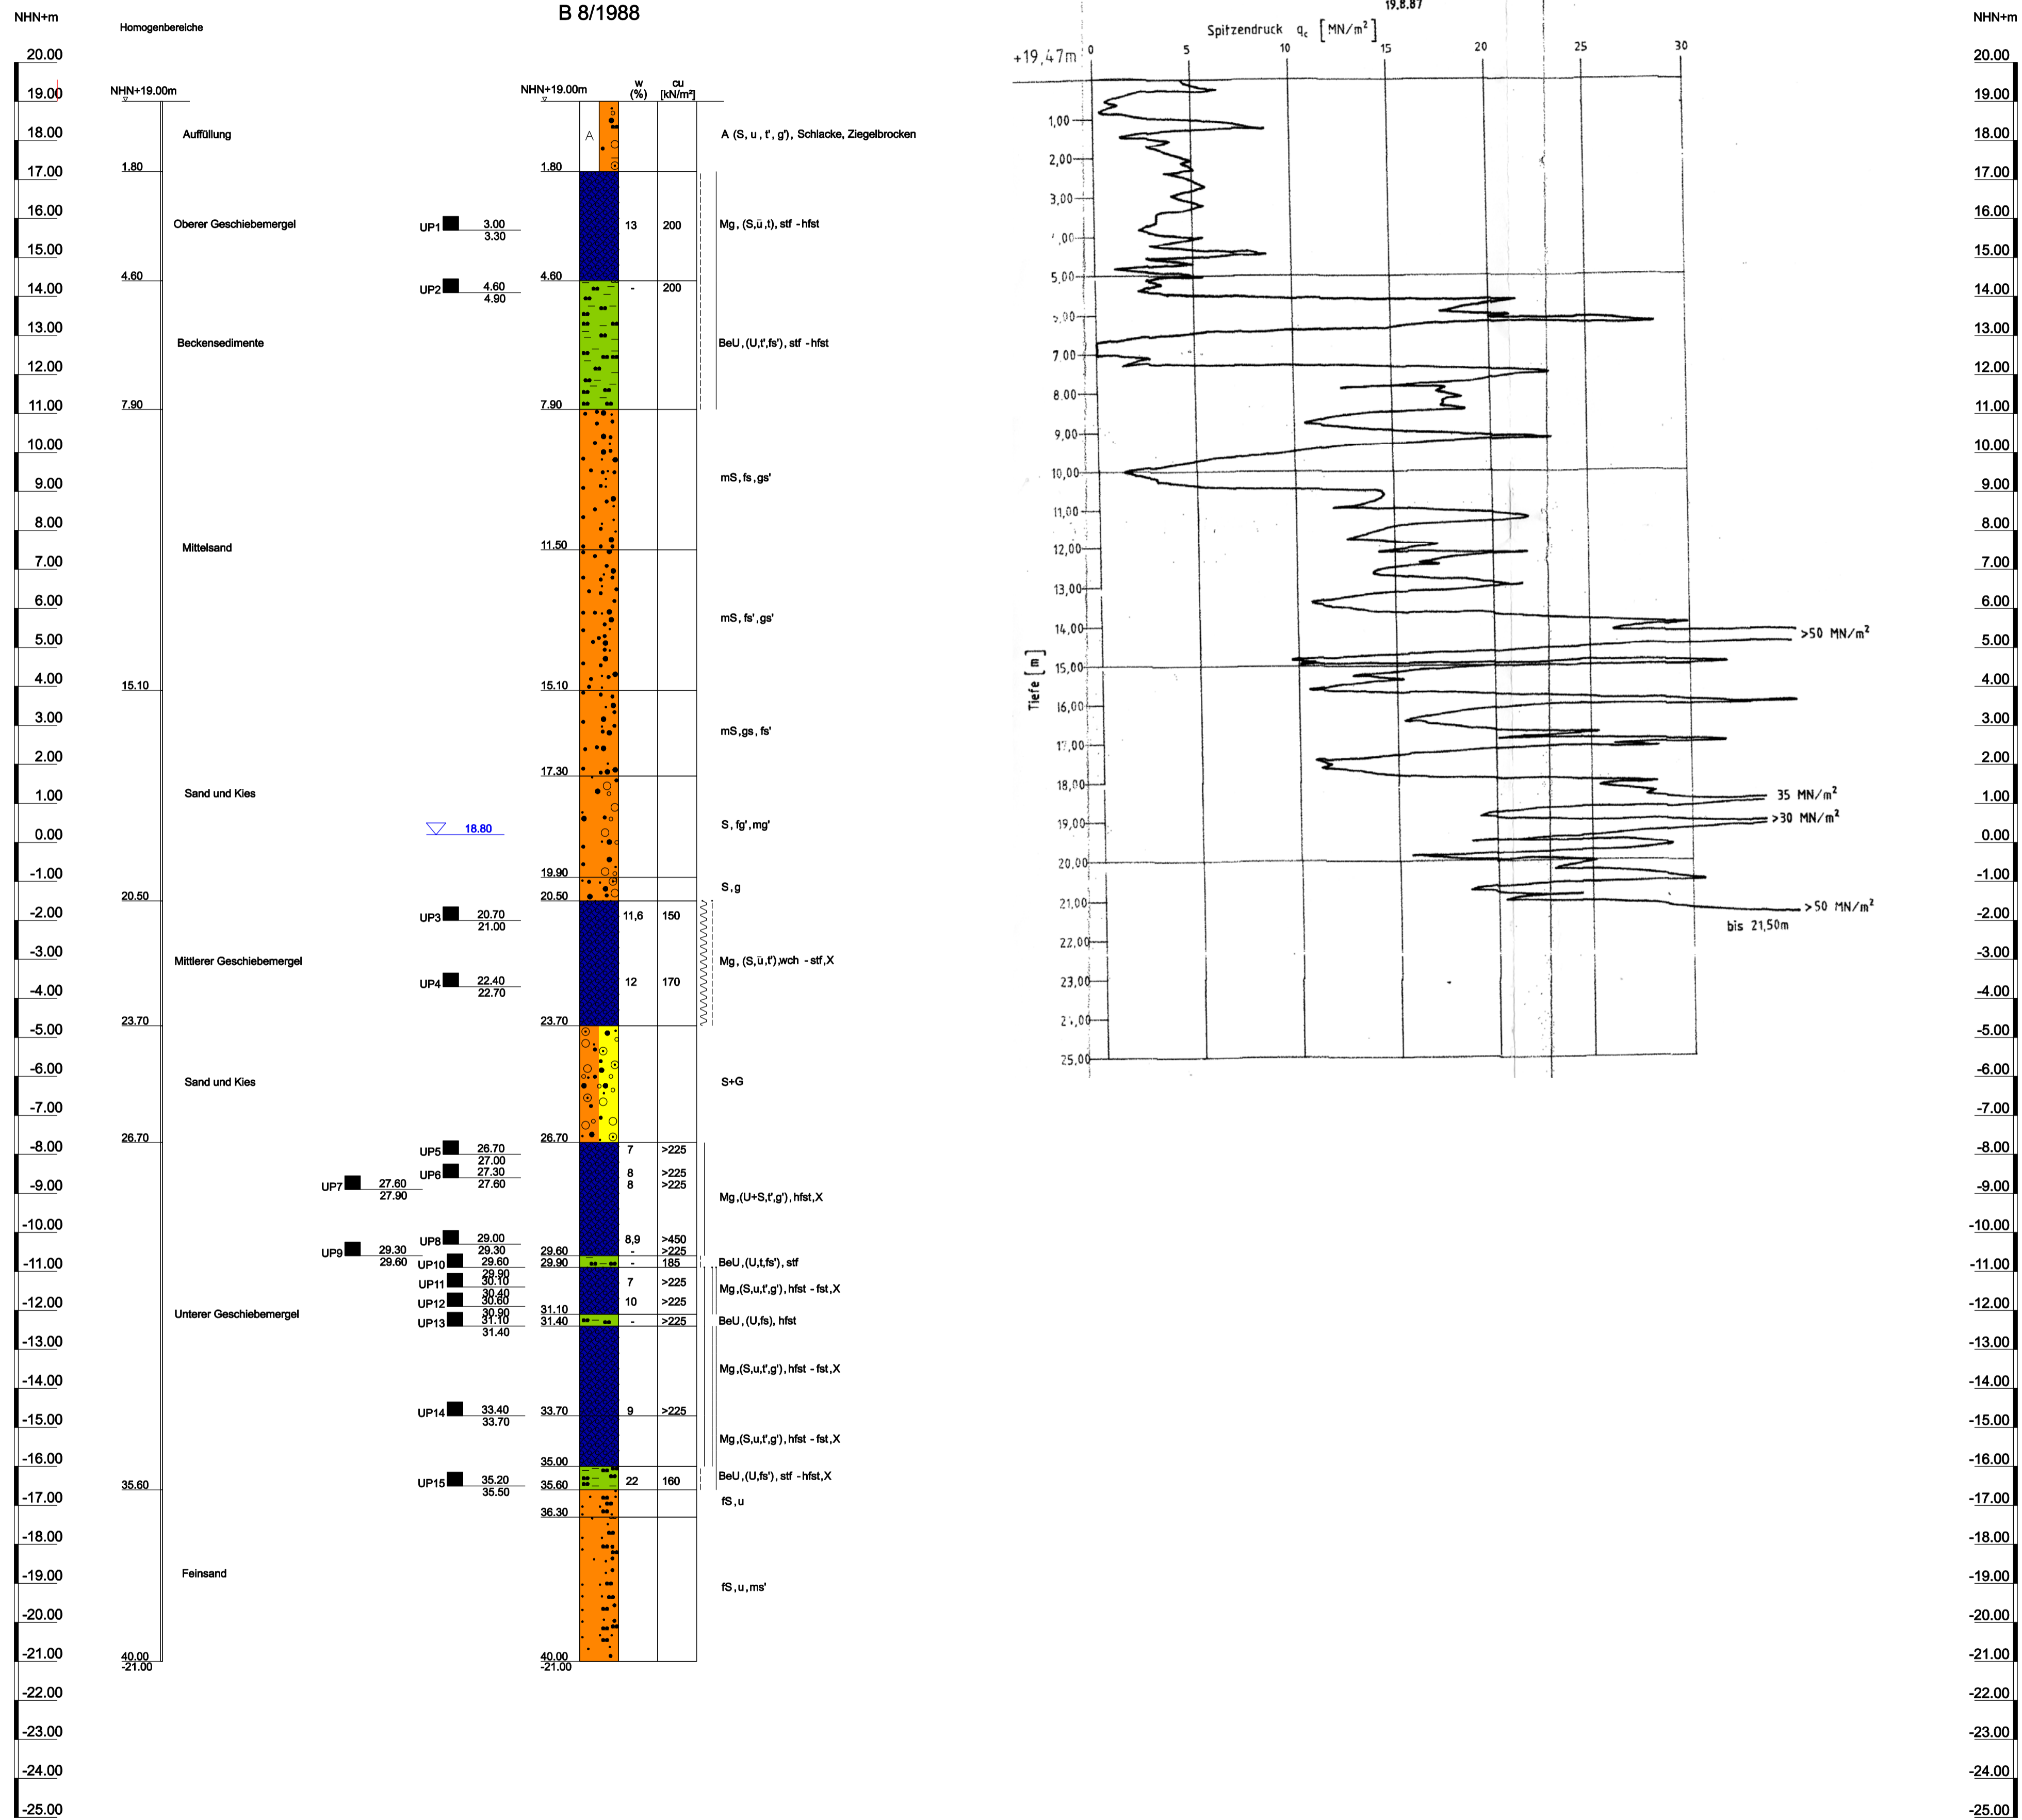 NHN+m
Homogenbereiche
B 8/1988
19.8.87
NHN+m
Spitzendruck qc [MN/m²]
+19,47m
0 5 10 15 20 25 30
20.00
19.00
18.00
17.00
16.00
15.00
14.00
13.00
12.00
11.00
10.00
9.00
8.00
7.00
6.00
5.00
4.00
3.00
2.00
1.00
0.00
-1.00
-2.00
-3.00
-4.00
-5.00
-6.00
-7.00
-8.00
-9.00
-10.00
-11.00
-12.00
-13.00
-14.00
-15.00
-16.00
-17.00
-18.00
-19.00
-20.00
-21.00
-22.00
-23.00
-24.00
-25.00
NHN+19.00m
Auffüllung
1.80
Oberer Geschiebemergel
4.60
Beckensedimente
7.90
Mittelsand
15.10
Sand und Kies
20.50
Mittlerer Geschiebemergel
23.70
Sand und Kies
26.70
Unterer Geschiebemergel
35.60
Feinsand
40.00
-21.00
UP1 3.00
3.30
UP2 4.60
4.90
18.80
UP3 20.70
21.00
UP4 22.40
22.70
UP5 26.70
27.00
UP6 27.30
27.60
UP7 27.60
27.90
UP8 29.00
29.30
UP9 29.30
29.60
UP10 29.60
29.90
UP11 30.10
30.40
UP12 30.60
30.90
UP13 31.10
31.40
UP14 33.40
33.70
UP15 35.20
35.50
NHN+19.00m
w
(%)
cu
[kN/m²]
A
A (S, u , t', g'), Schlacke, Ziegelbrocken
1.80
13 200 Mg, (S,ü,t), stf -hfst
4.60
- 200
BeU, (U,t',fs'), stf -hfst
7.90
mS, fs ,gs'
11.50
mS, fs' ,gs'
15.10
mS,gs, fs'
17.30
S, fg', mg'
19.90
S,g
20.50
11,6 150
Mg, (S,ü,t'),wch -stf,X
12 170
23.70
S+G
26.70
7 >225
8 >225
8 >225
Mg,(U+S,t',g'), hfst,X
8,9 >450
29.60 - >225
29.90 - 185 BeU, (U,t,fs'), stf
7 >225 Mg,(S,u,t',g'), hfst - fst,X
10 >225
31.10
31.40 - >225 BeU, (U,fs), hfst
Mg,(S,u,t',g'), hfst - fst,X
33.70 9 >225
Mg,(S,u,t',g'), hfst - fst,X
35.00
35.60 22 160 BeU, (U,fs'), stf -hfst,X
fS,u
36.30
fS, u, ms'
40.00
-21.00
1,00
2,00
3,00
,00
5,00
,00
7,00
8.00
9,00
10,00
11,00
12,00
13,00
14,00
15,00
16,00
17,00
18,00
19,00
20,00
21,00
22,00
23,00
2 ,00
25,00
Tiefe [m]
>50 MN/m²
35 MN/m²
>30 MN/m²
>50 MN/m²
bis 21,50m
20.00
19.00
18.00
17.00
16.00
15.00
14.00
13.00
12.00
11.00
10.00
9.00
8.00
7.00
6.00
5.00
4.00
3.00
2.00
1.00
0.00
-1.00
-2.00
-3.00
-4.00
-5.00
-6.00
-7.00
-8.00
-9.00
-10.00
-11.00
-12.00
-13.00
-14.00
-15.00
-16.00
-17.00
-18.00
-19.00
-20.00
-21.00
-22.00
-23.00
-24.00
-25.00